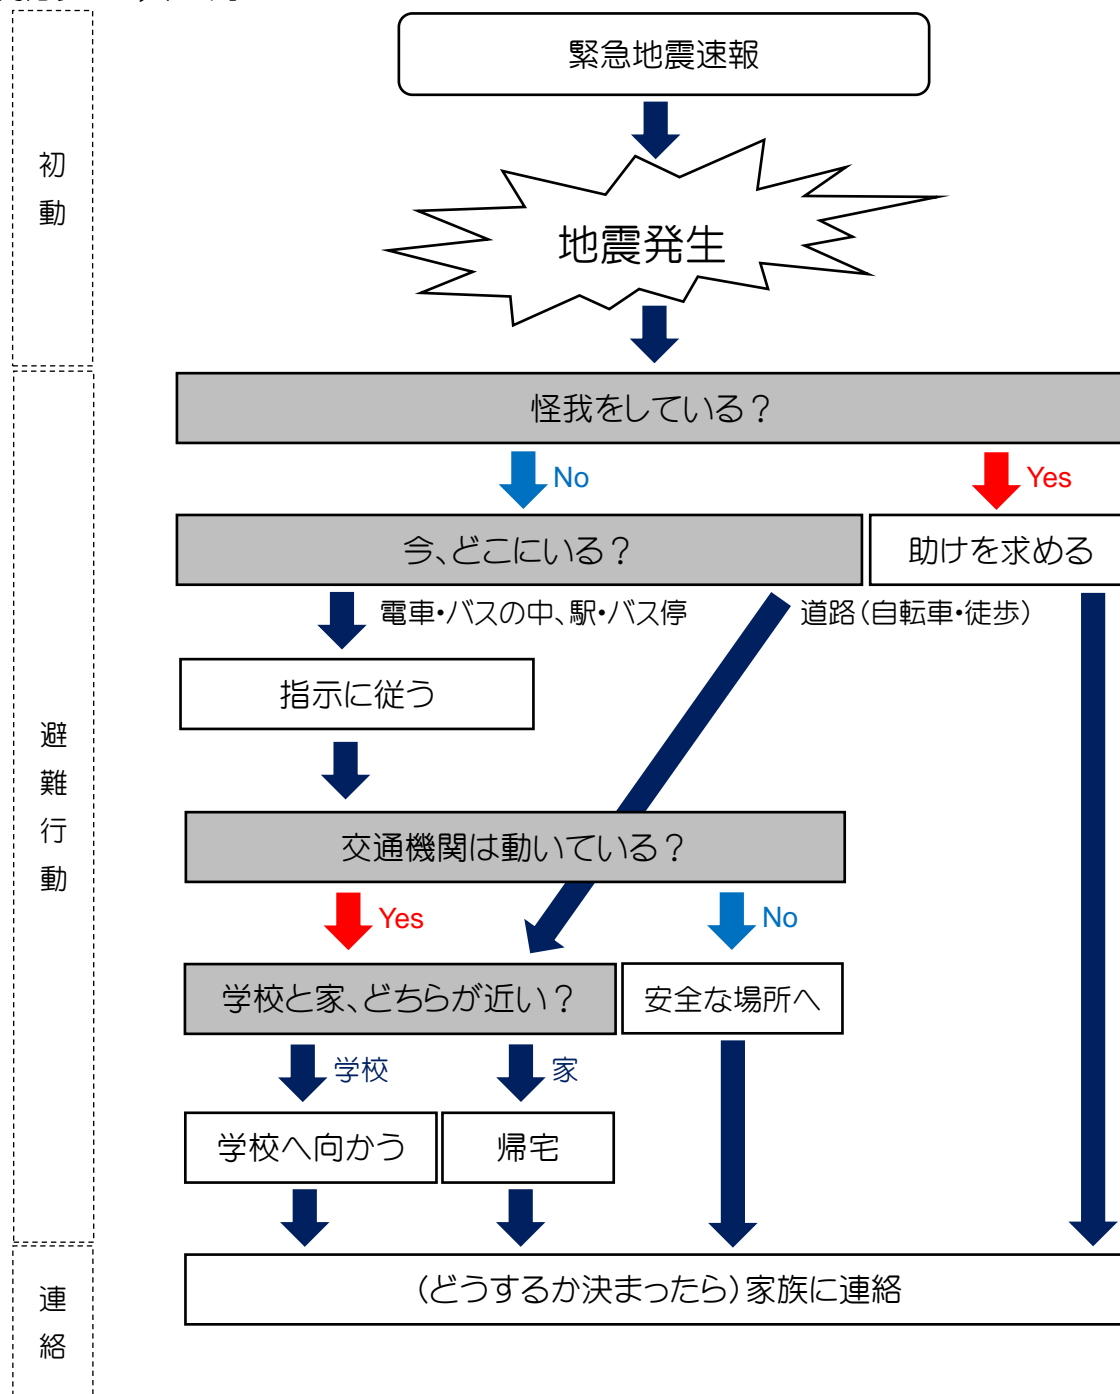 緊急地震速報
初動
地震発生
怪我をしている？
No
Yes
今、どこにいる？
助けを求める
電車・バスの中、駅・バス停
道路（自転車・徒歩）
指示に従う
避難行動
交通機関は動いている？
Yes
No
学校と家、どちらが近い？
安全な場所へ
学校
家
学校へ向かう
帰宅
（どうするか決まったら）家族に連絡
連絡